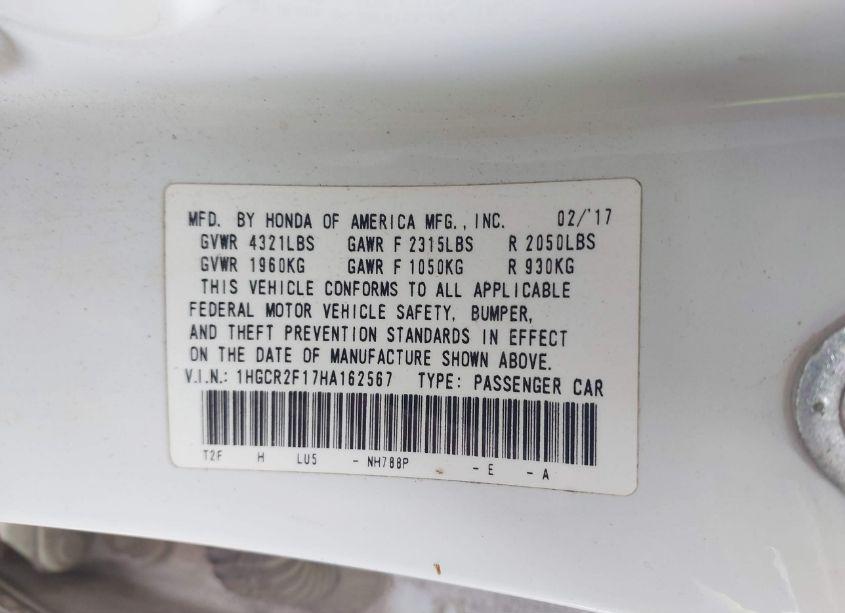 MFD. BY HONDA OF AMERICA MFG., INC. 02/'17
GVWR 4321LBS GAWR F 2315LBS R 2050LBS
GVWR 1960KG GAWR F 1050KG R 930KG
THIS VEHICLE CONFORMS TO ALL APPLICABLE
FEDERAL MOTOR VEHICLE SAFETY, BUMPER,
AND THEFT PREVENTION STANDARDS IN EFFECT
ON THE DATE OF MANUFACTURE SHOWN ABOVE.
V.I.N.: 1HGCR2F17HA162567 TYPE: PASSENGER CAR
T2F H LU5 - NH788P - E - A